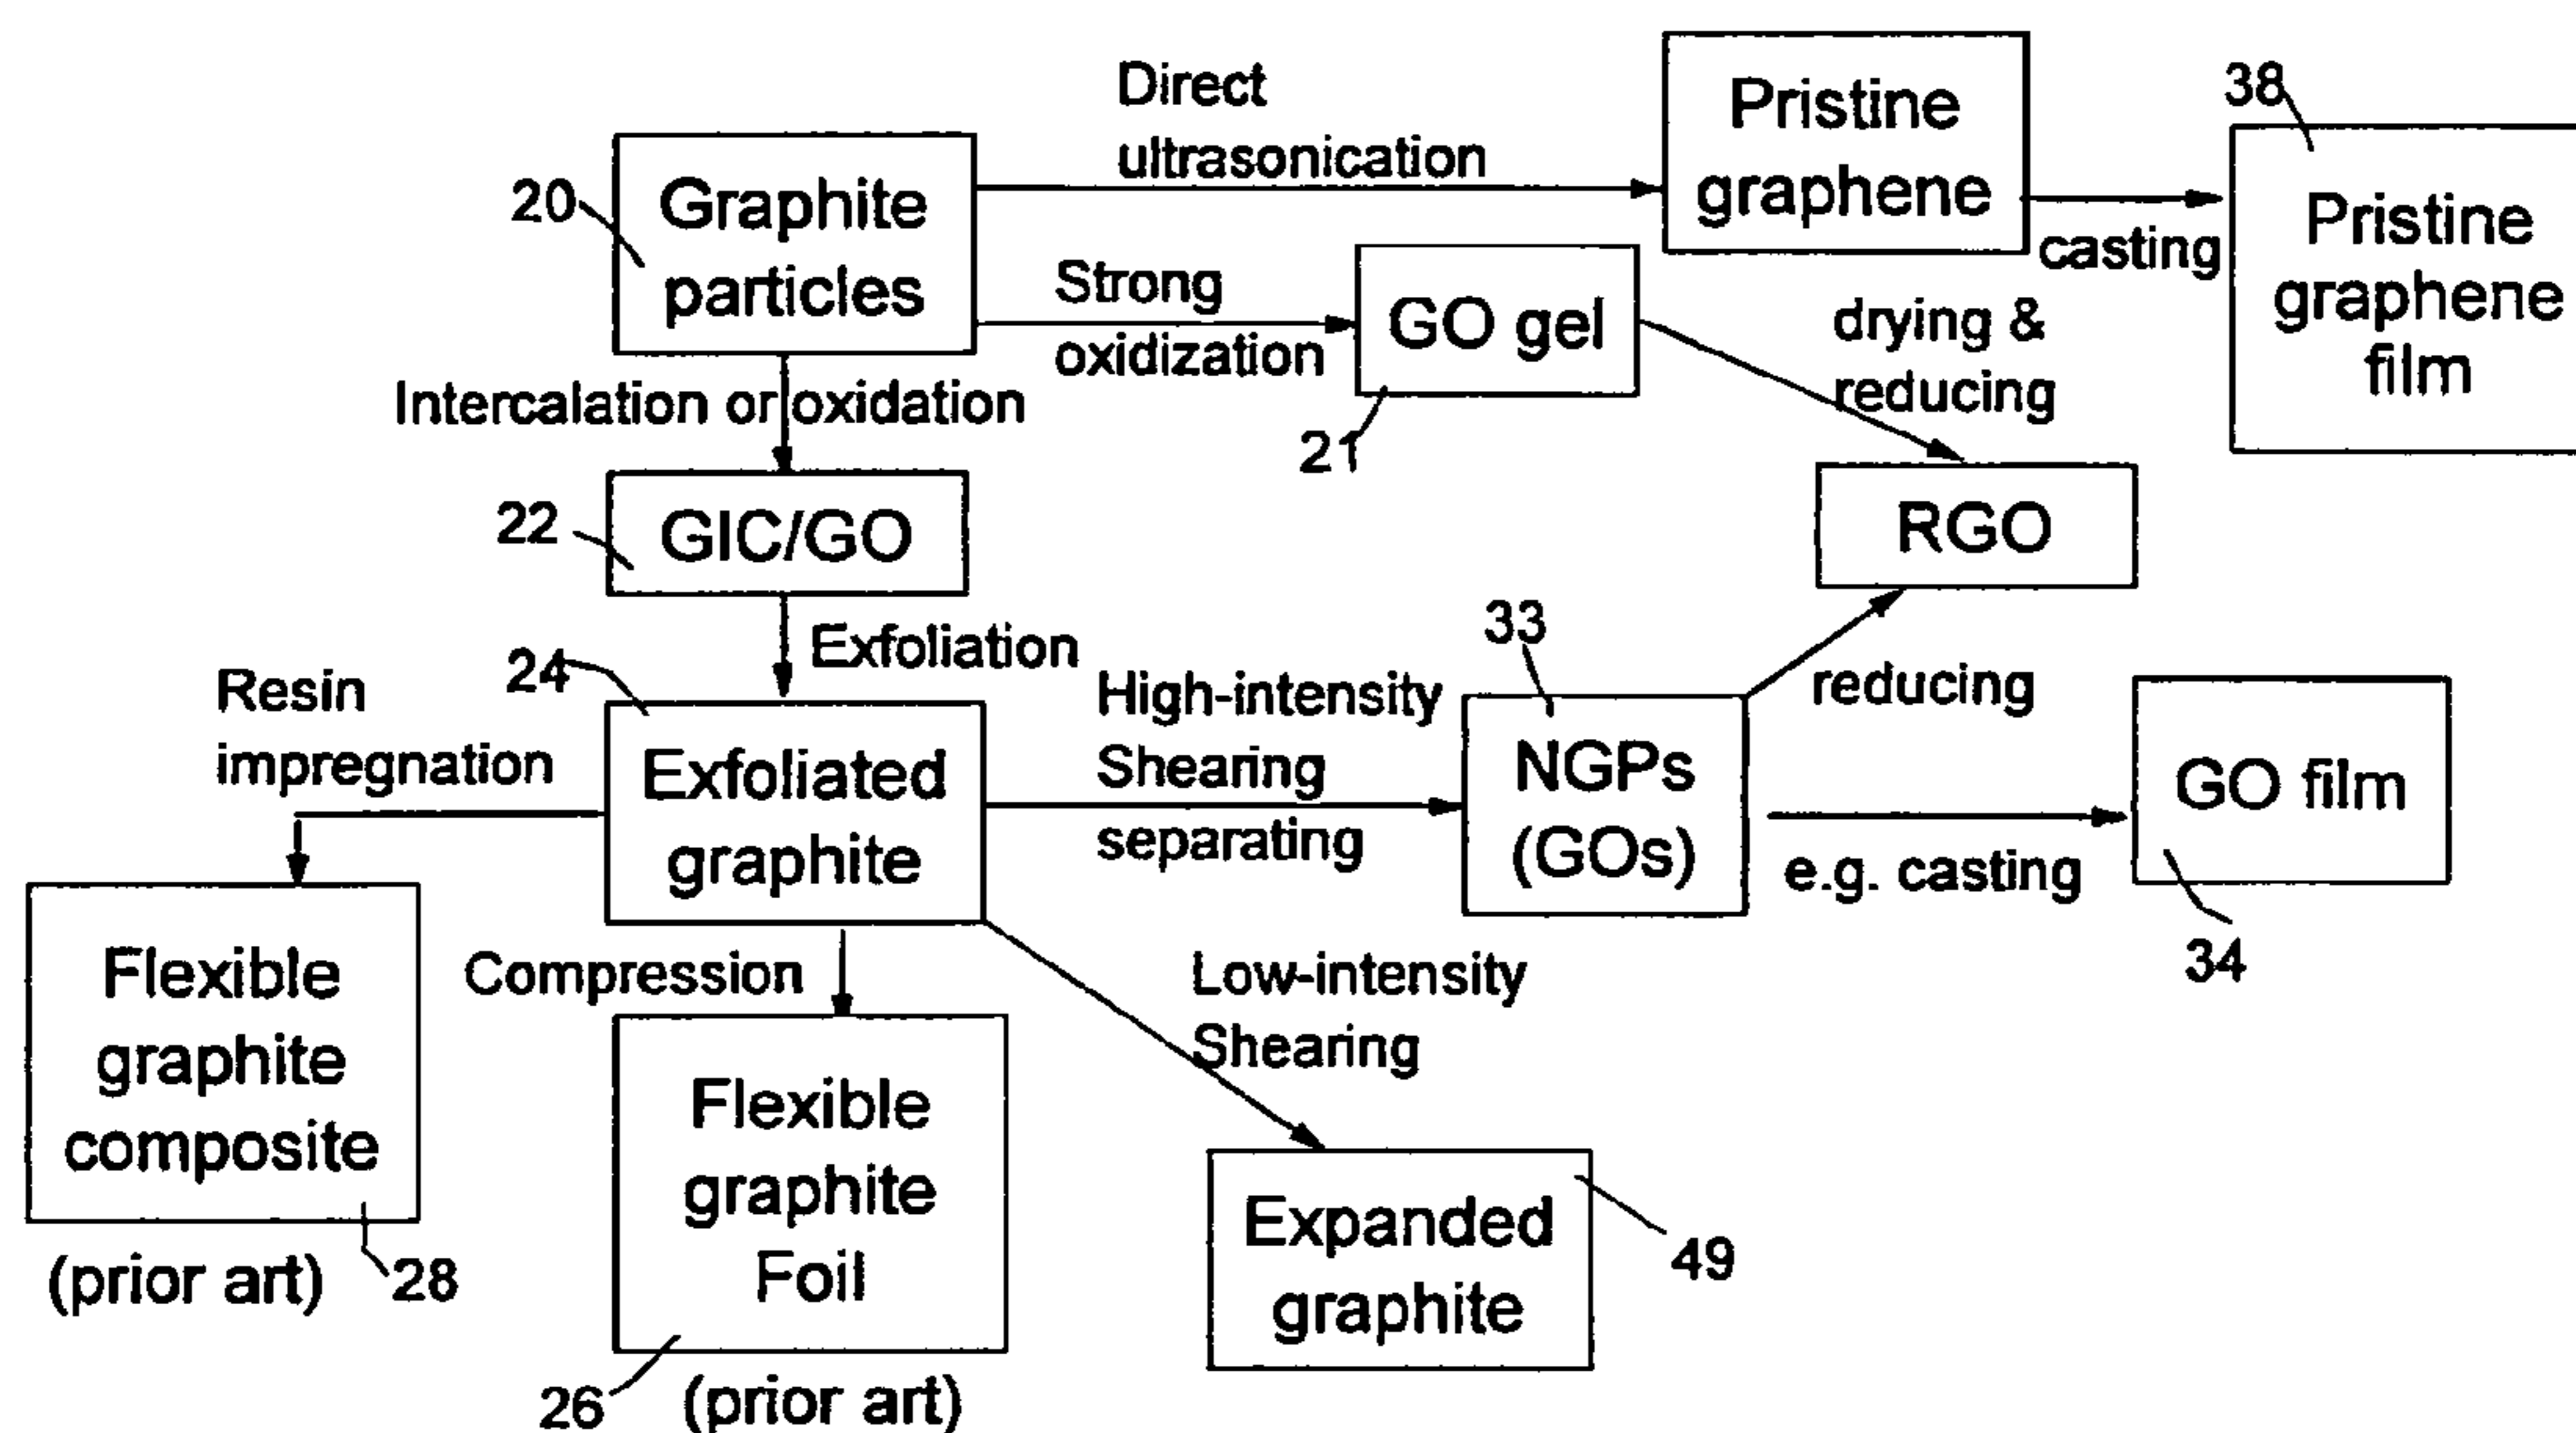 Direct
ultrasonication
Pristine
graphene
38
casting
Pristine
graphene
film
20
Graphite
particles
Strong
oxidization
GO gel
21
drying &
reducing
RGO
Intercalation or oxidation
22
GIC/GO
Exfoliation
24
Exfoliated
graphite
Resin
impregnation
High-intensity
Shearing
separating
33
NGPs
(GOs)
reducing
e.g. casting
GO film
34
Flexible
graphite
composite
(prior art)
28
Compression
Flexible
graphite
Foil
26
(prior art)
Low-intensity
Shearing
Expanded
graphite
49